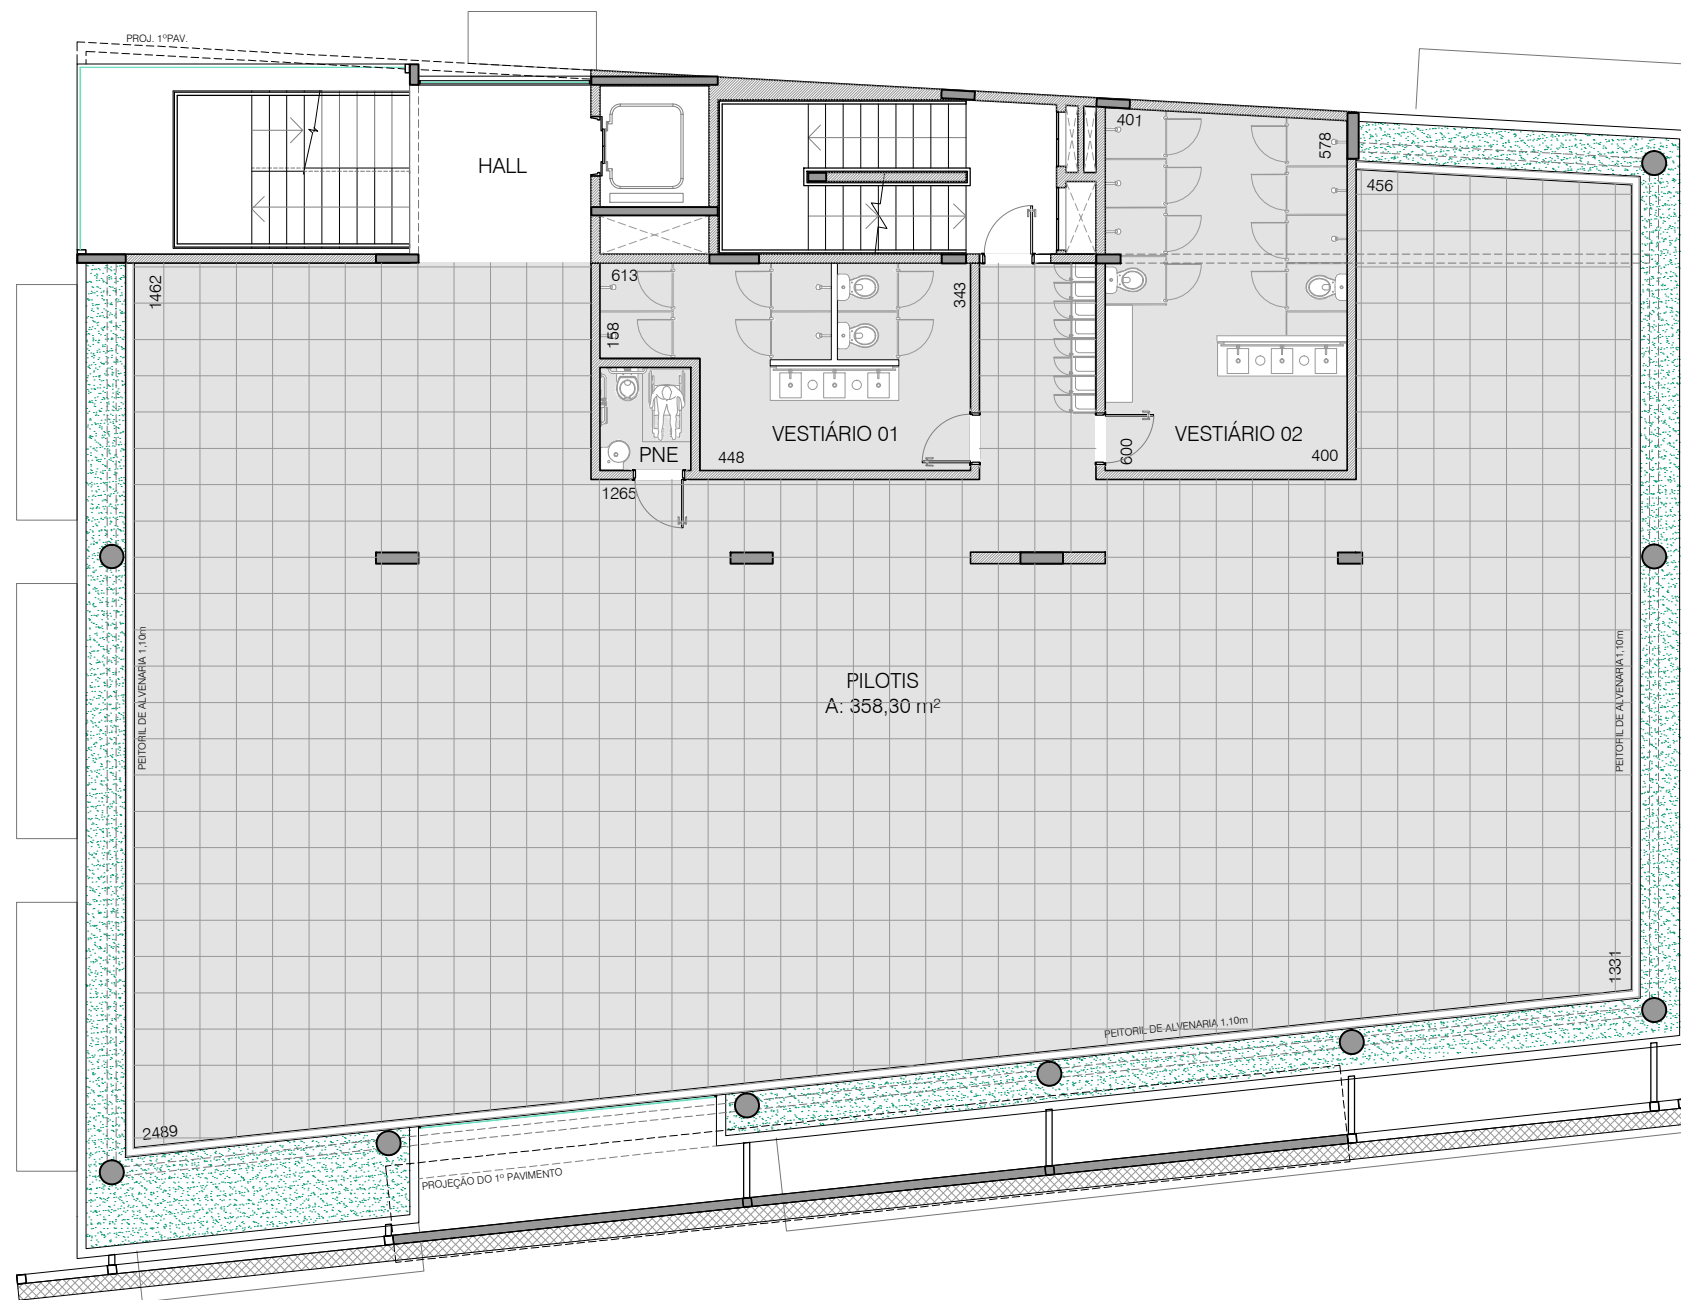 PROJ. 1ºPAV.
HALL
401
578
456
1462
613
158
343
VESTIÁRIO 01
VESTIÁRIO 02
PNE
448
600
400
1265
PEITORIL DE ALVENARIA 1,10m
PEITORIL DE ALVENARIA 1,10m
PILOTIS
A: 358,30 m²
1331
PEITORIL DE ALVENARIA 1,10m
2489
PROJEÇÃO DO 1º PAVIMENTO